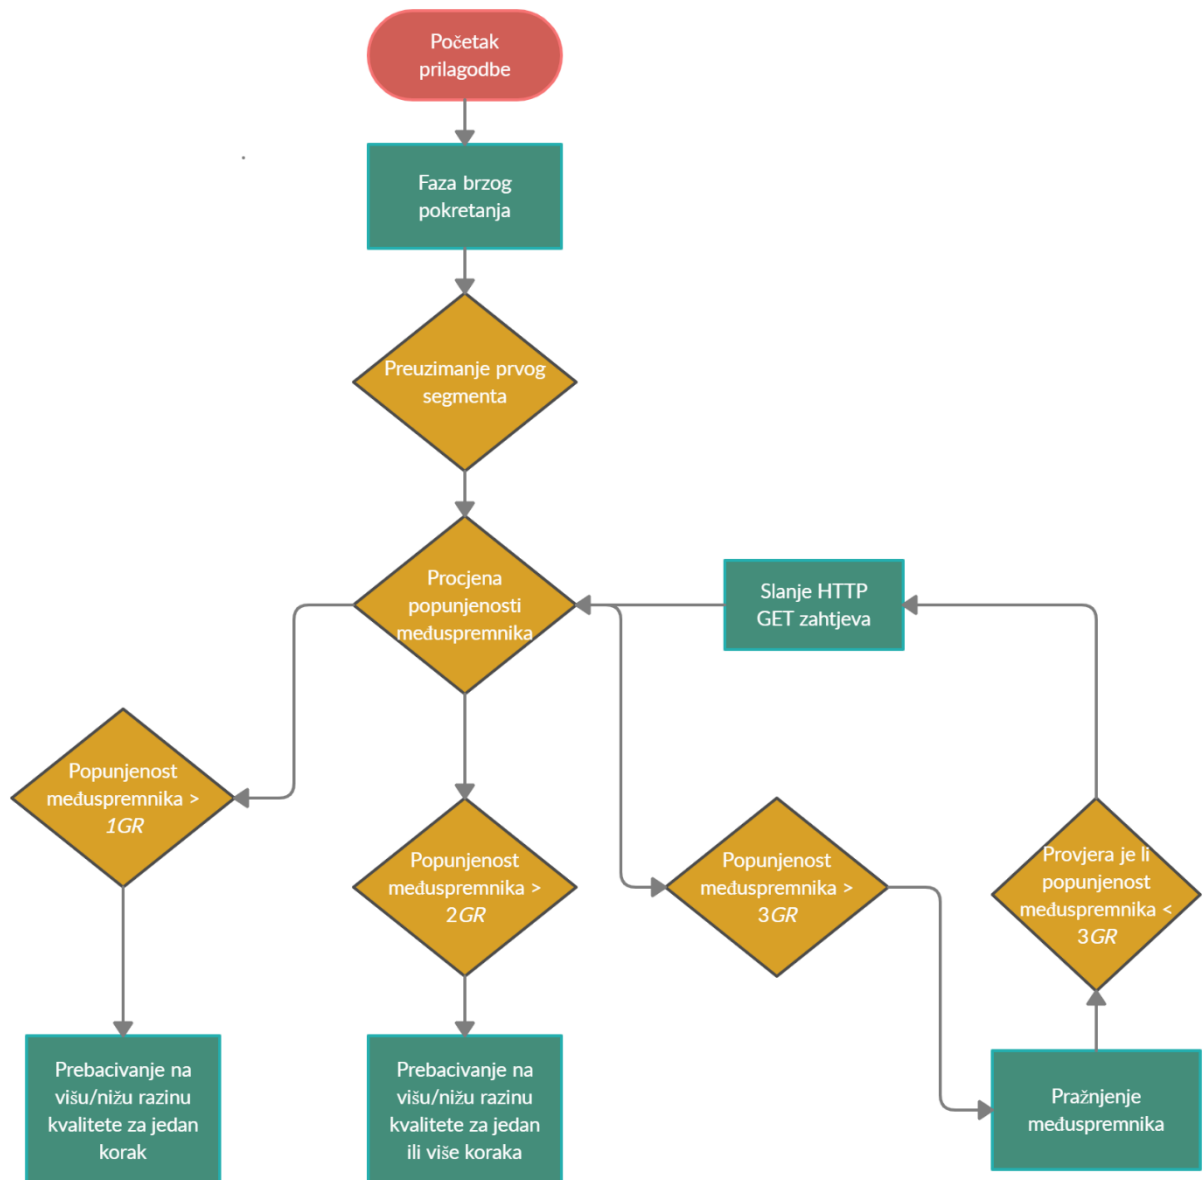 Početak
prilagodbe
Faza brzog
pokretanja
Preuzimanje prvog
segmenta
Procjena
popunjenosti
međuspremnika
Slanje HTTP
GET zahtjeva
Popunjenost
međuspremnika >
1GR
Popunjenost
međuspremnika >
2GR
Popunjenost
međuspremnika >
3GR
Provjera je li
popunjenost
međuspremnika <
3GR
Prebacivanje na
višu/nižu razinu
kvalitete za jedan
korak
Prebacivanje na
višu/nižu razinu
kvalitete za jedan
ili više koraka
Pražnjenje
međuspremnika